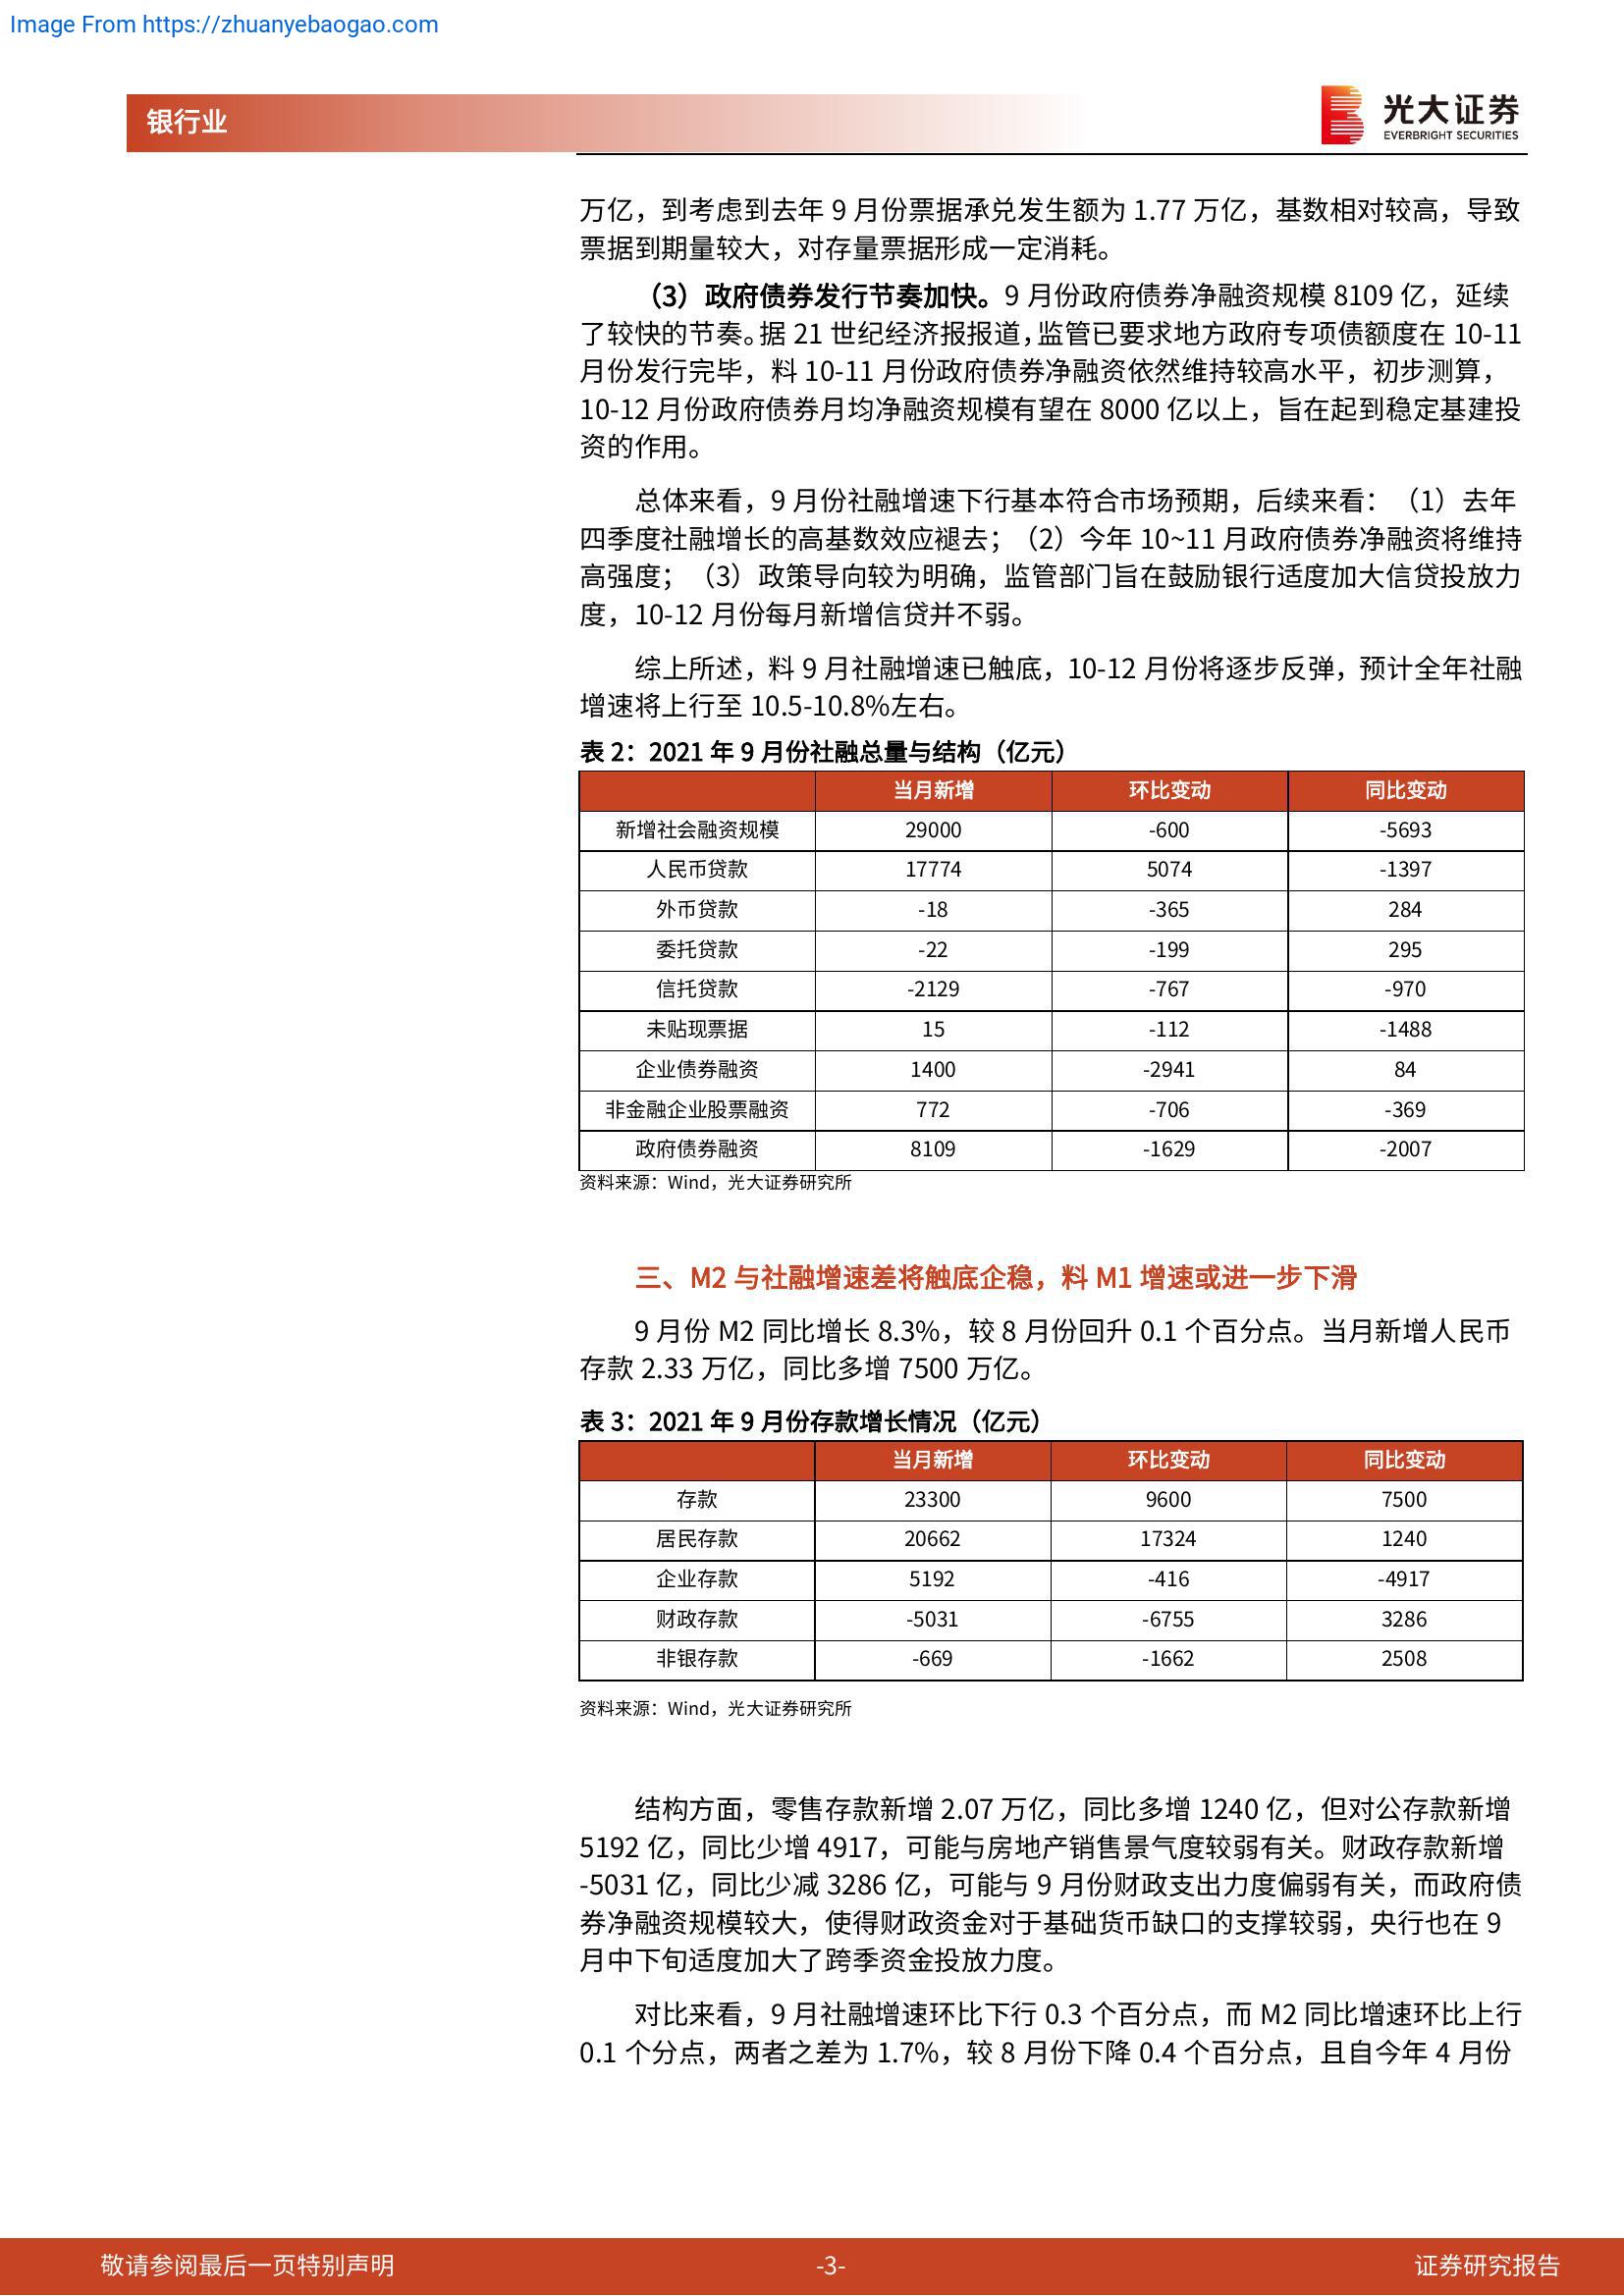 Image From https://zhuanyebaogao.com
银行业
光大证券
EVERBRIGHT SECURITIES
万亿，到考虑到去年 9 月份票据承兑发生额为 1.77 万亿，基数相对较高，导致
票据到期量较大，对存量票据形成一定消耗。
（3）政府债券发行节奏加快。9 月份政府债券净融资规模 8109 亿，延续
了较快的节奏。据 21 世纪经济报报道，监管已要求地方政府专项债额度在 10-11
月份发行完毕，料 10-11 月份政府债券净融资依然维持较高水平，初步测算，
10-12 月份政府债券月均净融资规模有望在 8000 亿以上，旨在起到稳定基建投
资的作用。
总体来看，9 月份社融增速下行基本符合市场预期，后续来看：（1）去年
四季度社融增长的高基数效应褪去；（2）今年 10~11 月政府债券净融资将维持
高强度；（3）政策导向较为明确，监管部门旨在鼓励银行适度加大信贷投放力
度，10-12 月份每月新增信贷并不弱。
综上所述，料 9 月社融增速已触底，10-12 月份将逐步反弹，预计全年社融
增速将上行至 10.5-10.8%左右。
表 2：2021 年 9 月份社融总量与结构（亿元）
当月新增 环比变动 同比变动
新增社会融资规模 29000 -600 -5693
人民币贷款 17774 5074 -1397
外币贷款 -18 -365 284
委托贷款 -22 -199 295
信托贷款 -2129 -767 -970
未贴现票据 15 -112 -1488
企业债券融资 1400 -2941 84
非金融企业股票融资 772 -706 -369
政府债券融资 8109 -1629 -2007
资料来源：Wind，光大证券研究所
三、M2 与社融增速差将触底企稳，料 M1 增速或进一步下滑
9 月份 M2 同比增长 8.3%，较 8 月份回升 0.1 个百分点。当月新增人民币
存款 2.33 万亿，同比多增 7500 万亿。
表 3：2021 年 9 月份存款增长情况（亿元）
当月新增 环比变动 同比变动
存款 23300 9600 7500
居民存款 20662 17324 1240
企业存款 5192 -416 -4917
财政存款 -5031 -6755 3286
非银存款 -669 -1662 2508
资料来源：Wind，光大证券研究所
结构方面，零售存款新增 2.07 万亿，同比多增 1240 亿，但对公存款新增
5192 亿，同比少增 4917，可能与房地产销售景气度较弱有关。财政存款新增
-5031 亿，同比少减 3286 亿，可能与 9 月份财政支出力度偏弱有关，而政府债
券净融资规模较大，使得财政资金对于基础货币缺口的支撑较弱，央行也在 9
月中下旬适度加大了跨季资金投放力度。
对比来看，9 月社融增速环比下行 0.3 个百分点，而 M2 同比增速环比上行
0.1 个分点，两者之差为 1.7%，较 8 月份下降 0.4 个百分点，且自今年 4 月份
敬请参阅最后一页特别声明 -3- 证券研究报告